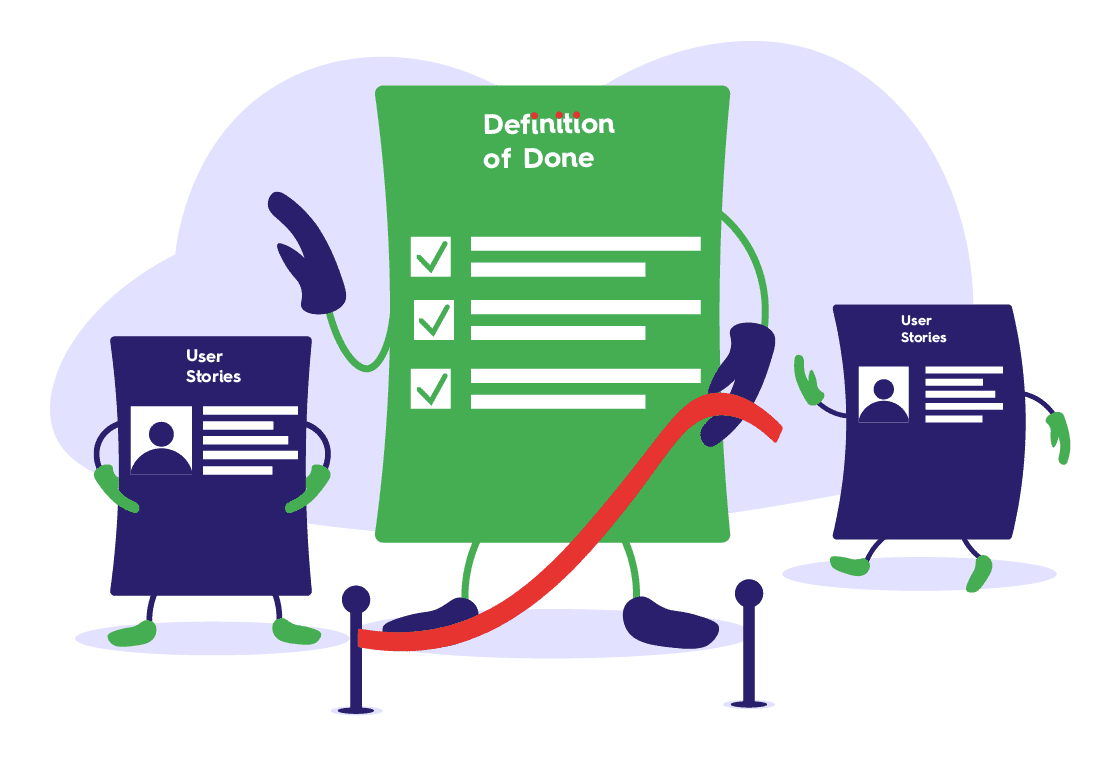 Definition
of Done
User
Stories
User
Stories